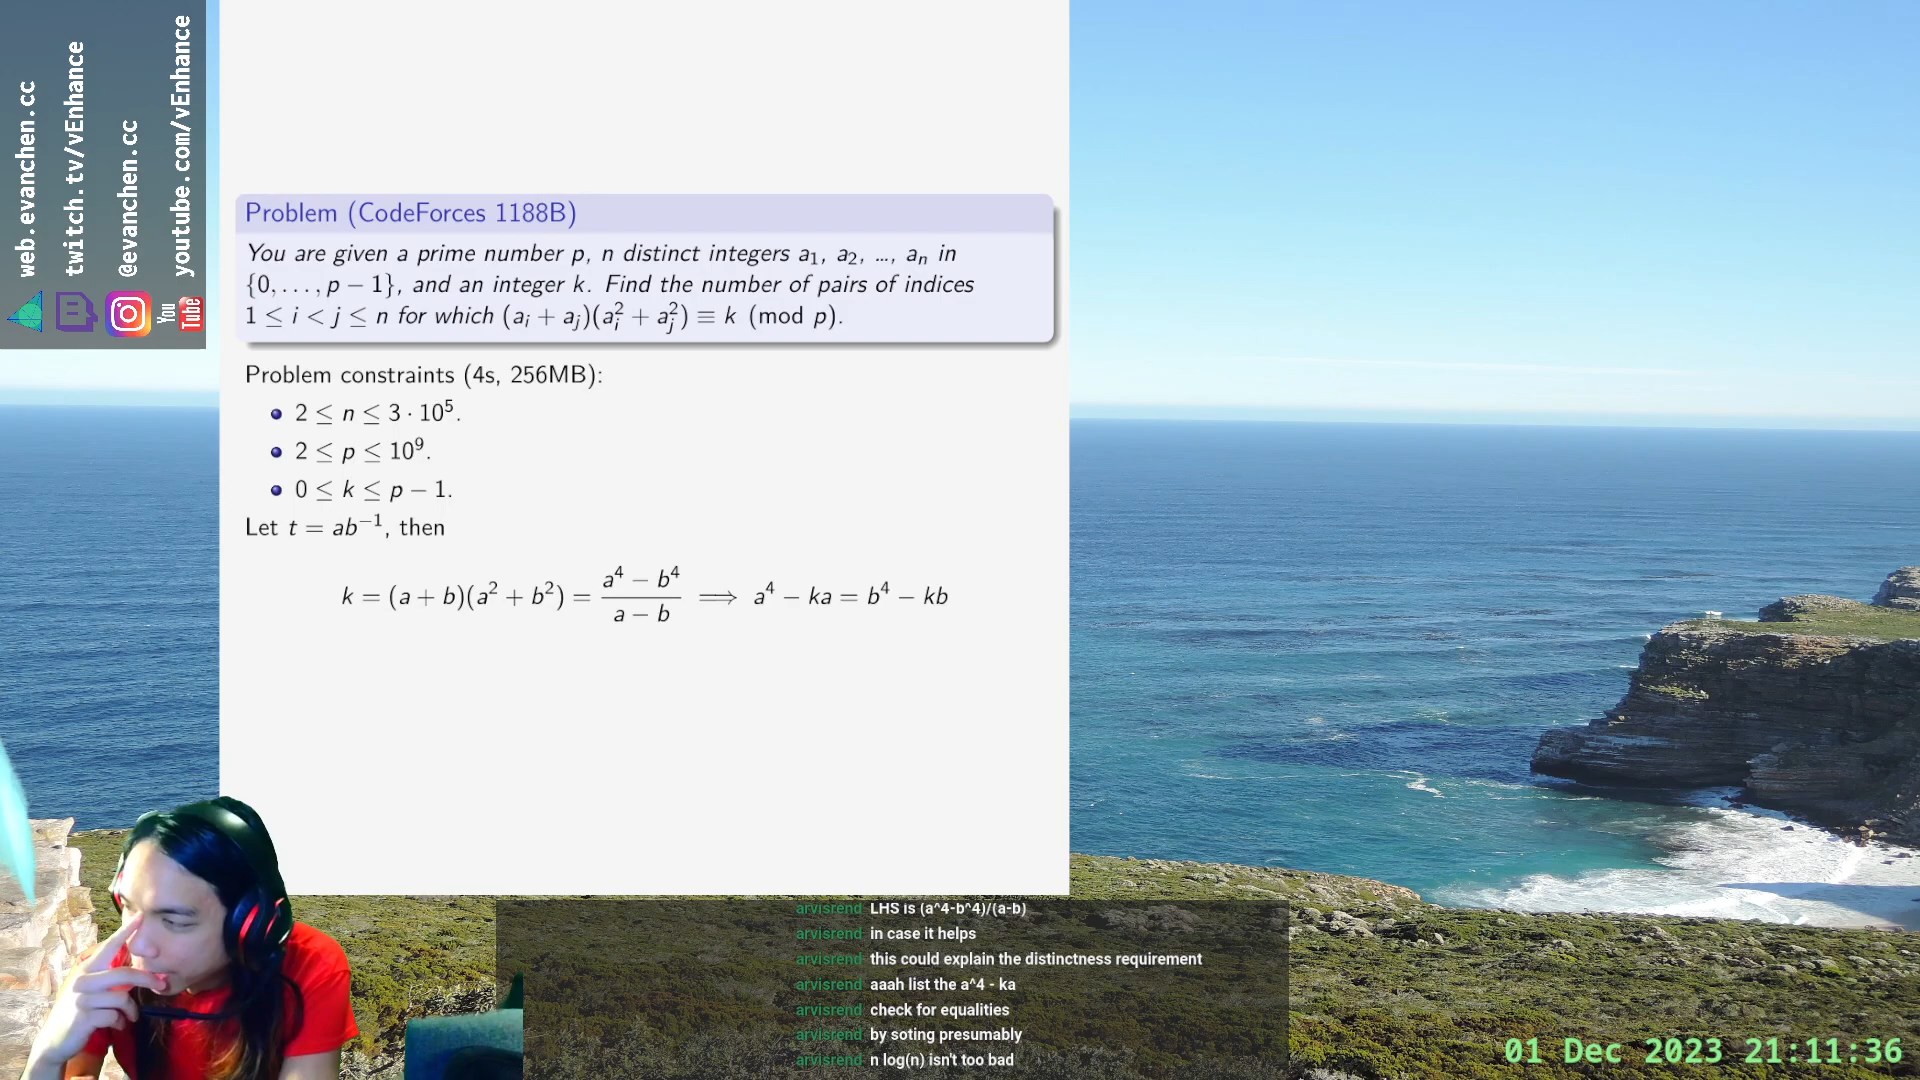 web.evanchen.cc
twitch.tv/vEnhance
@evanchen.cc
youtube.com/vEnhance
You
Tube
Problem (CodeForces 1188B)
You are given a prime number p, n distinct integers a₁, a₂, ..., aₙ in
{0, . . . , p − 1}, and an integer k. Find the number of pairs of indices
1 ≤ i < j ≤ n for which (aᵢ + aⱼ)(aᵢ² + aⱼ²) ≡ k (mod p).
Problem constraints (4s, 256MB):
2 ≤ n ≤ 3 · 10⁵.
2 ≤ p ≤ 10⁹.
0 ≤ k ≤ p − 1.
Let t = ab⁻¹, then
k = (a + b)(a² + b²) = (a⁴ − b⁴)/(a − b) ⟹ a⁴ − ka = b⁴ − kb
arvisrend LHS is (a^4-b^4)/(a-b)
arvisrend in case it helps
arvisrend this could explain the distinctness requirement
arvisrend aaah list the a^4 - ka
arvisrend check for equalities
arvisrend by soting presumably
arvisrend n log(n) isn't too bad
01 Dec 2023 21:11:36